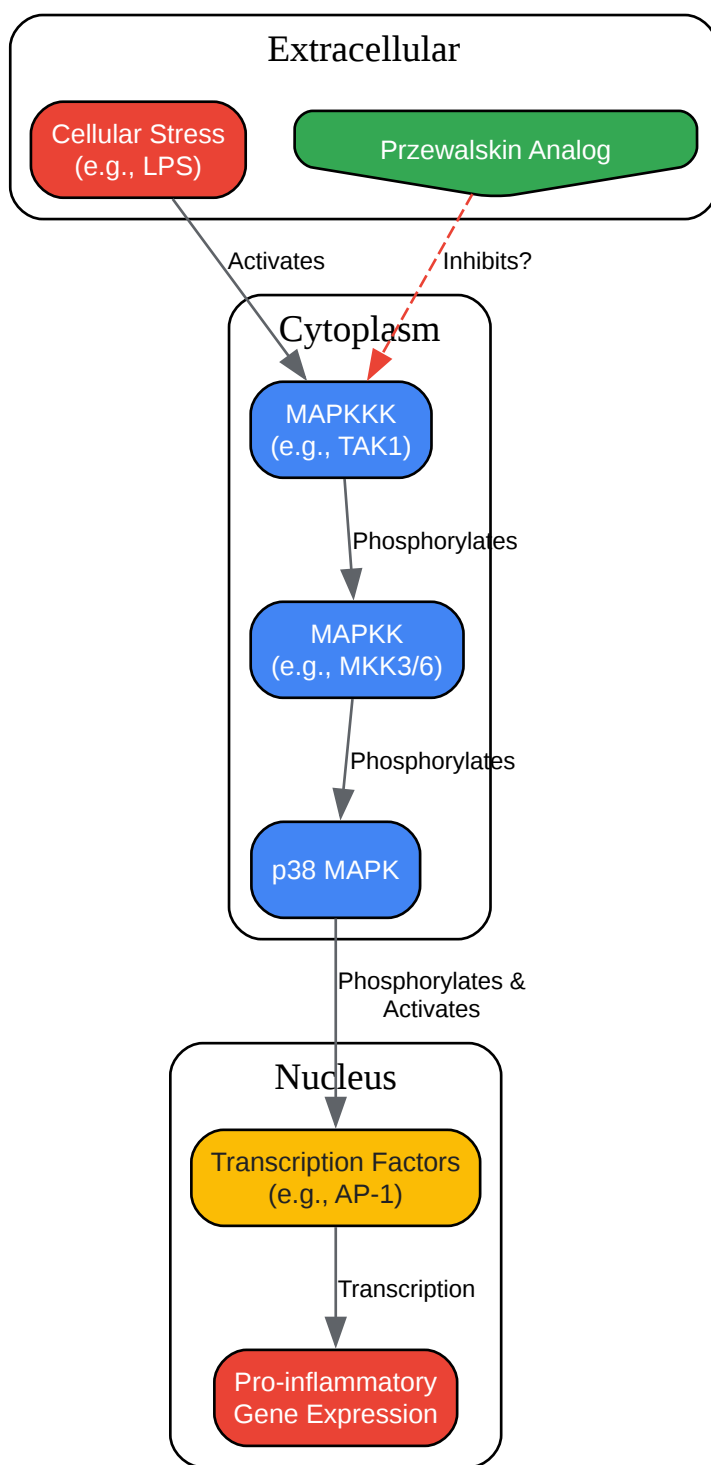 Extracellular
Cellular Stress
(e.g., LPS)
Przewalskin Analog
Activates
Inhibits?
Cytoplasm
MAPKKK
(e.g., TAK1)
Phosphorylates
MAPKK
(e.g., MKK3/6)
Phosphorylates
p38 MAPK
Phosphorylates &
Activates
Nucleus
Transcription Factors
(e.g., AP-1)
Transcription
Pro-inflammatory
Gene Expression